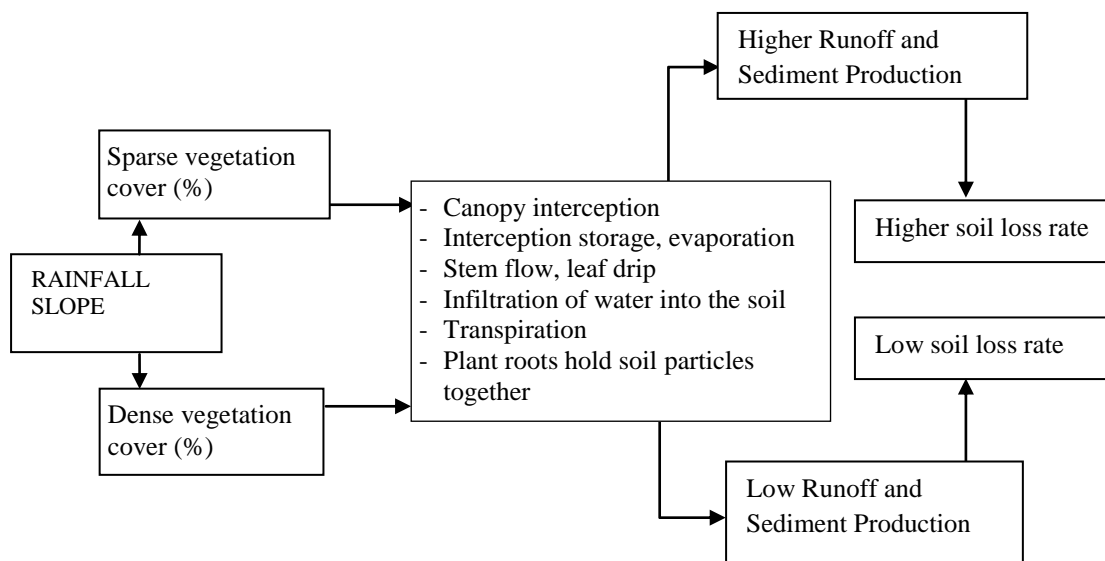 Higher Runoff and
Sediment Production
Sparse vegetation
cover (%)
- Canopy interception
- Interception storage, evaporation
- Stem flow, leaf drip
- Infiltration of water into the soil
- Transpiration
- Plant roots hold soil particles
together
Higher soil loss rate
RAINFALL
SLOPE
Low soil loss rate
Dense vegetation
cover (%)
Low Runoff and
Sediment Production